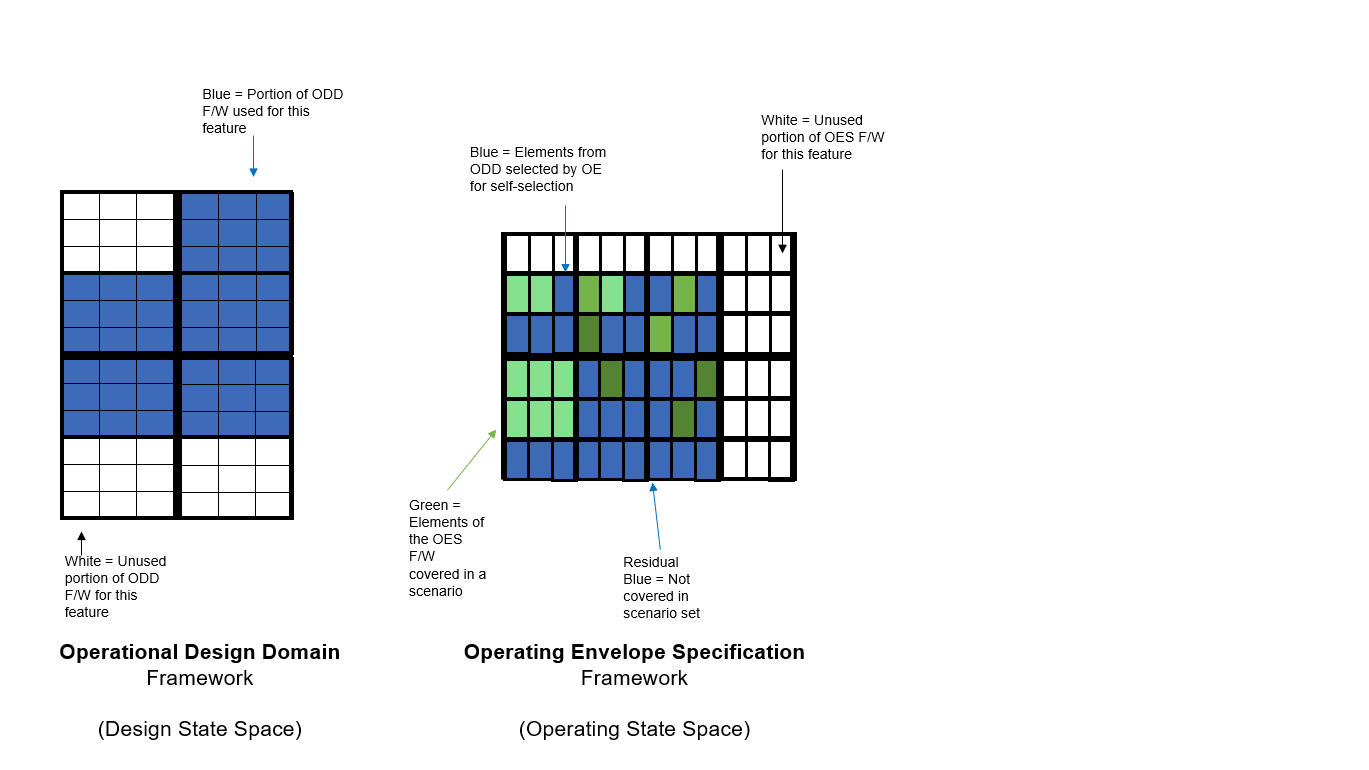 Blue = Portion of ODD
F/W used for this
feature
White = Unused
portion of ODD
F/W for this
feature
Operational Design Domain
Framework
(Design State Space)
Blue = Elements from
ODD selected by OE
for self-selection
White = Unused
portion of OES F/W
for this feature
Green =
Elements of
the OES
F/W
covered in a
scenario
Residual
Blue = Not
covered in
scenario set
Operating Envelope Specification
Framework
(Operating State Space)